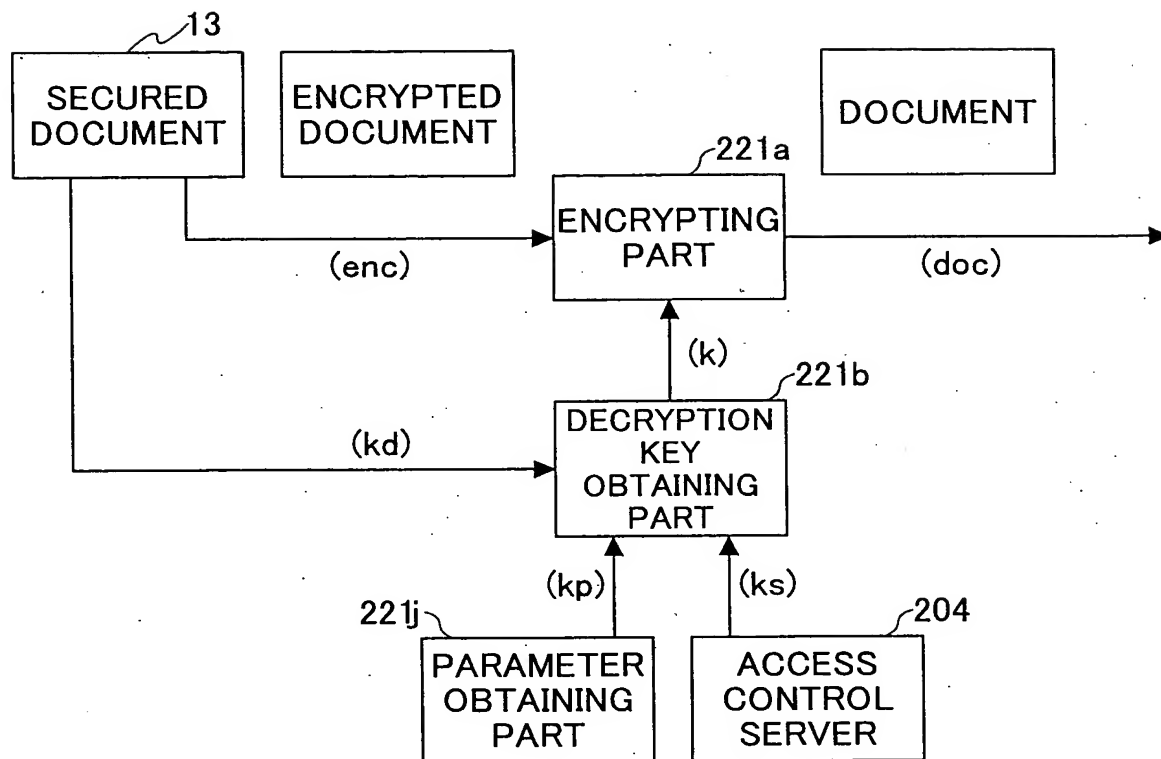 13
SECURED
DOCUMENT
ENCRYPTED
DOCUMENT
DOCUMENT
221a
ENCRYPTING
PART
(enc)
(doc)
(k)
221b
DECRYPTION
KEY
OBTAINING
PART
(kd)
(kp)
(ks)
221j
PARAMETER
OBTAINING
PART
204
ACCESS
CONTROL
SERVER